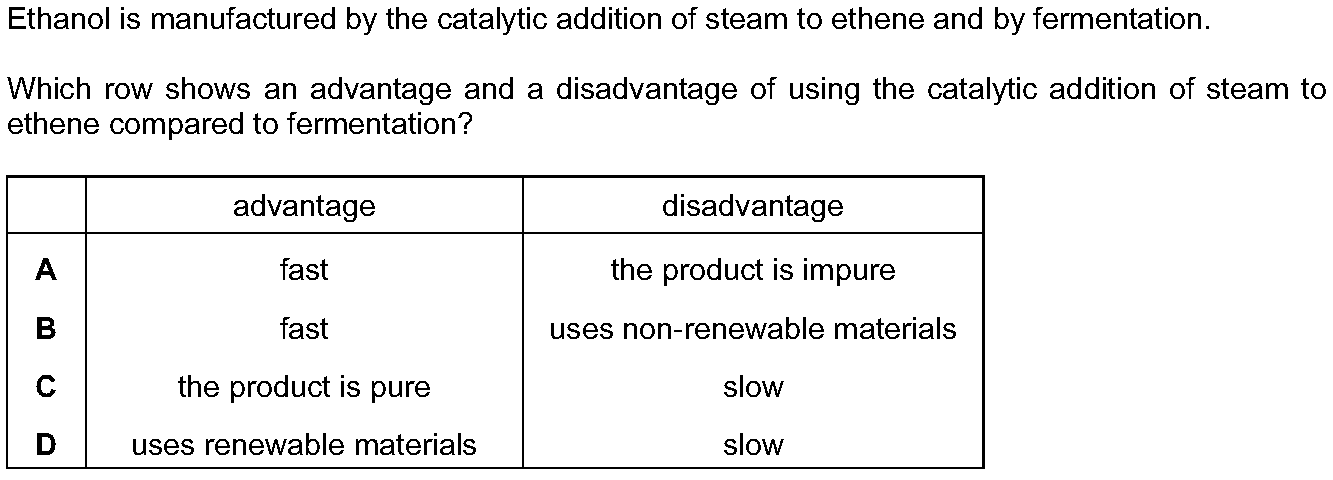 Ethanol is manufactured by the catalytic addition of steam to ethene and by fermentation.
Which row shows an advantage and a disadvantage of using the catalytic addition of steam to
ethene compared to fermentation?
advantage disadvantage
A fast the product is impure
B fast uses non-renewable materials
C the product is pure slow
D uses renewable materials slow